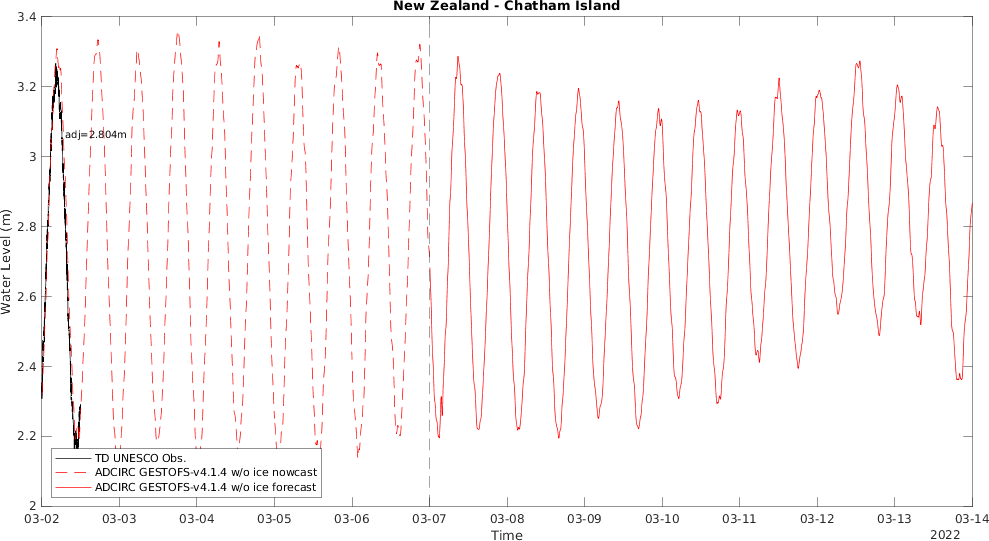 New Zealand - Chatham Island
3.4
3.2
3
2.8
2.6
2.4
2.2
2
Water Level (m)
adj=2.804m
TD UNESCO Obs.
ADCIRC GESTOFS-v4.1.4 w/o ice nowcast
ADCIRC GESTOFS-v4.1.4 w/o ice forecast
03-02 03-03 03-04 03-05 03-06 03-07 03-08 03-09 03-10 03-11 03-12 03-13 03-14
Time
2022